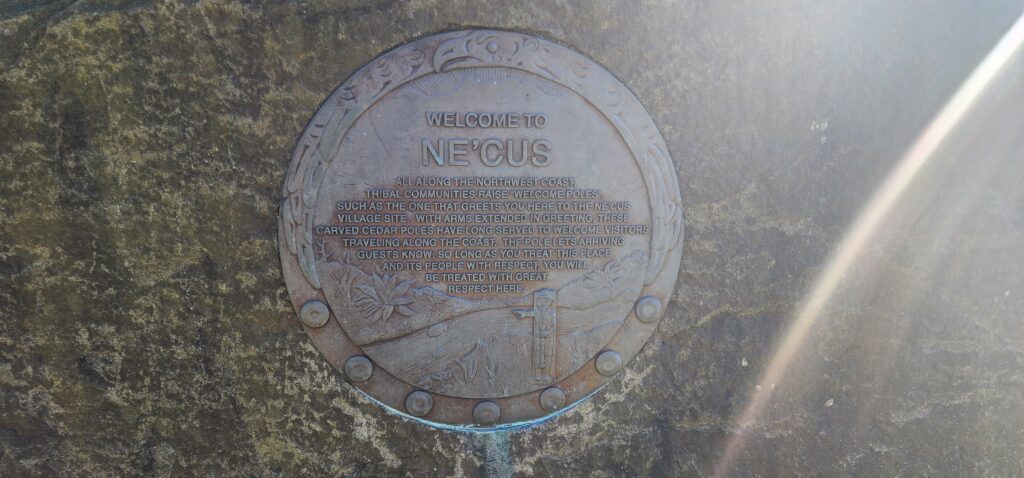 WELCOME TO
NE'CUS
ALL ALONG THE NORTHWEST COAST,
TRIBAL COMMUNITIES RAISE "WELCOME POLES",
SUCH AS THE ONE THAT GREETS YOU HERE TO THE NE'CUS
VILLAGE SITE. WITH ARMS EXTENDED IN GREETING, THESE
CARVED CEDAR POLES HAVE LONG SERVED TO WELCOME VISITORS
TRAVELING ALONG THE COAST. THE POLE LETS ARRIVING
GUESTS KNOW: SO LONG AS YOU TREAT THIS PLACE
AND ITS PEOPLE WITH RESPECT, YOU WILL
BE TREATED WITH GREAT
RESPECT HERE.